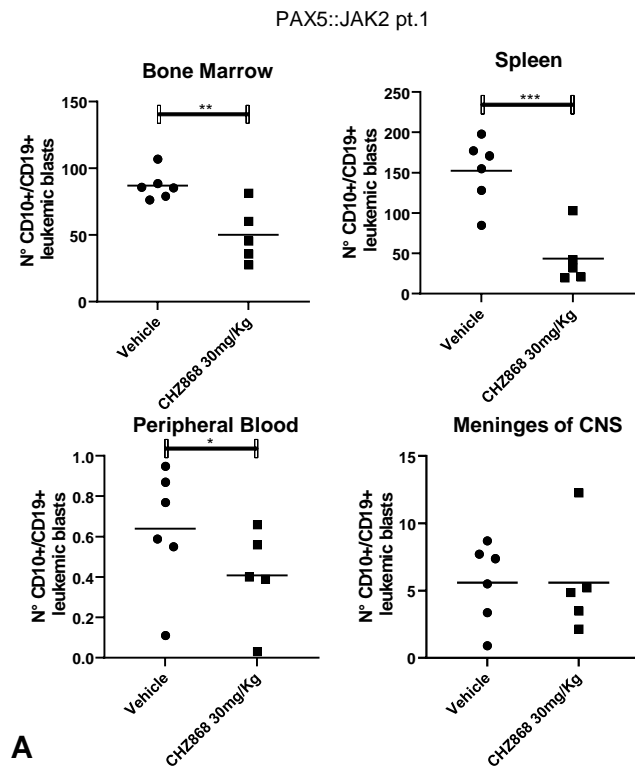 PAX5::JAK2 pt.1
Bone Marrow
**
N° CD10+/CD19+
leukemic blasts
150
100
50
0
Vehicle
CHZ868 30mg/Kg
Spleen
***
N° CD10+/CD19+
leukemic blasts
250
200
150
100
50
0
Vehicle
CHZ868 30mg/Kg
Peripheral Blood
*
N° CD10+/CD19+
leukemic blasts
1.0
0.8
0.6
0.4
0.2
0.0
Vehicle
CHZ868 30mg/Kg
Meninges of CNS
N° CD10+/CD19+
leukemic blasts
15
10
5
0
Vehicle
CHZ868 30mg/Kg
A